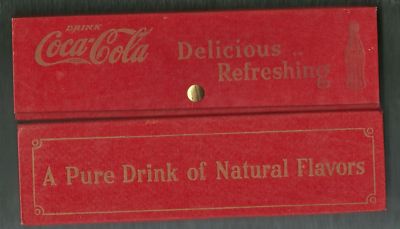 DRINK
Coca-Cola
Delicious ..
Refreshing
A Pure Drink of Natural Flavors